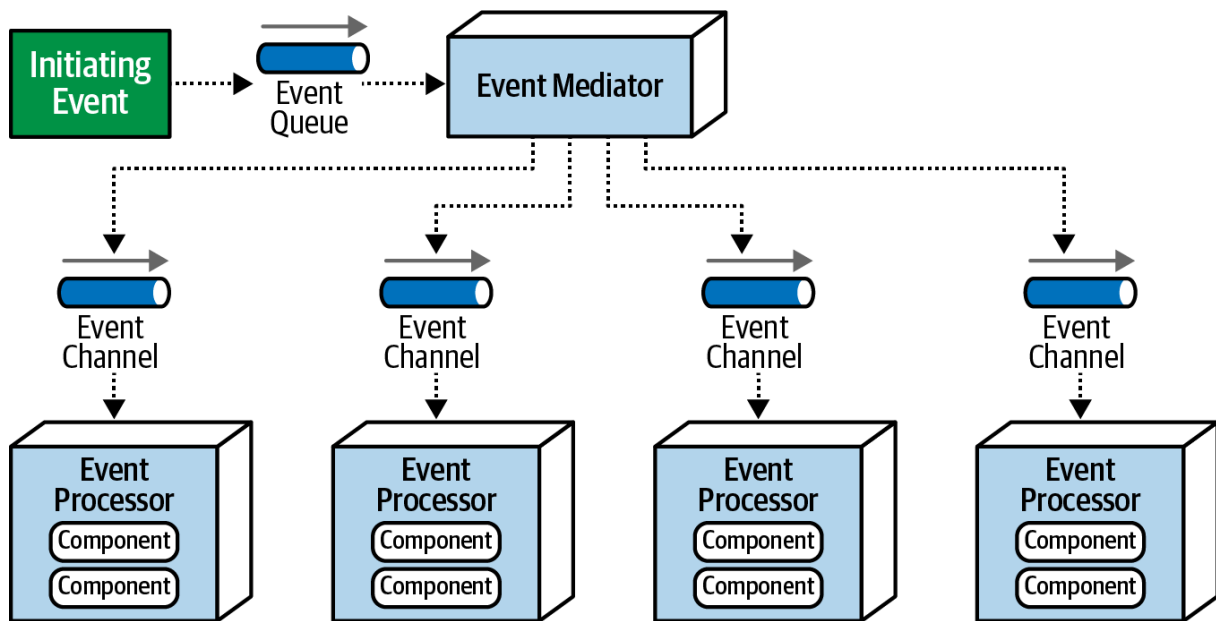 Initiating
Event
Event
Queue
Event Mediator
Event
Channel
Event
Channel
Event
Channel
Event
Channel
Event
Processor
Component
Component
Event
Processor
Component
Component
Event
Processor
Component
Component
Event
Processor
Component
Component